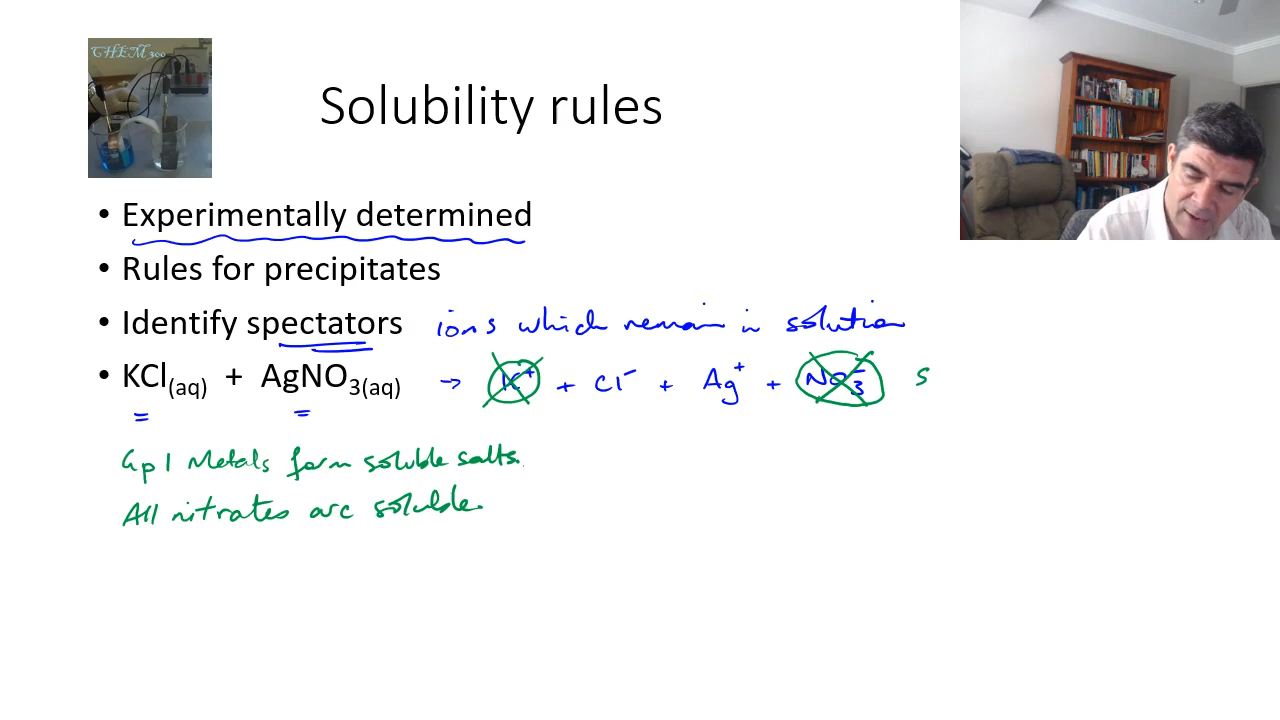 CHEM300
Solubility rules
• Experimentally determined
• Rules for precipitates
• Identify spectators ions which remain in solution
• KCl(aq) + AgNO3(aq) → K+ + Cl- + Ag+ + NO3- S
Gp 1 Metals form soluble salts.
All nitrates are soluble.